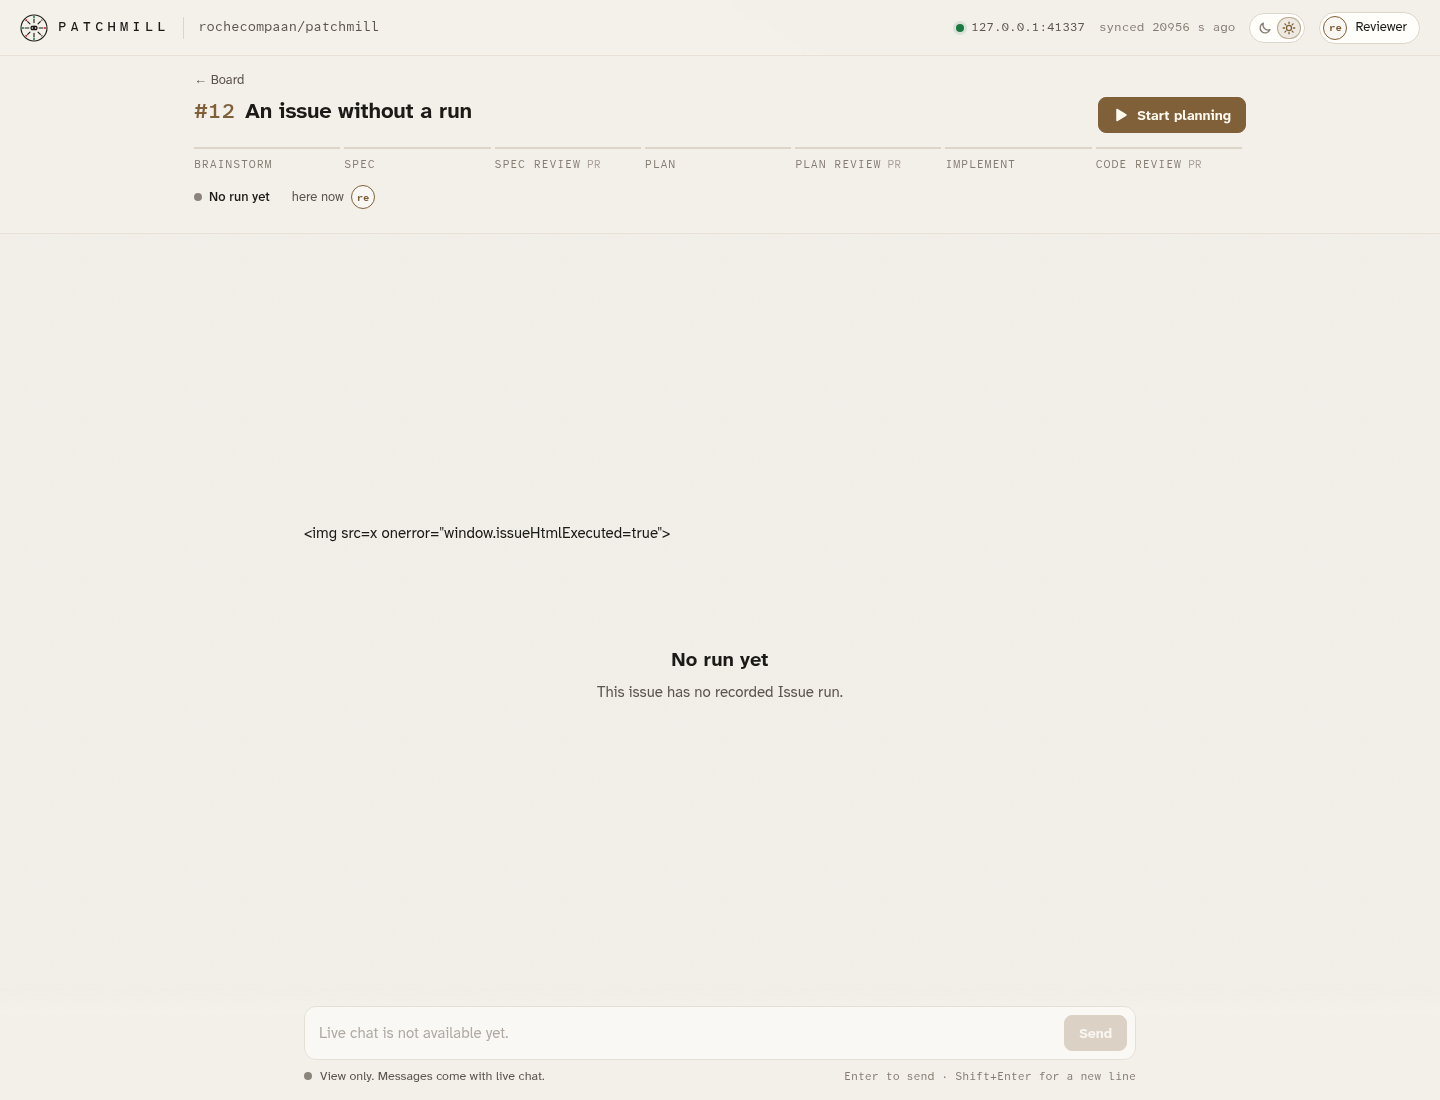 PATCHMILL
rochecompaan/patchmill
127.0.0.1:41337
synced 20956 s ago
re
Reviewer
← Board
#12 An issue without a run
Start planning
BRAINSTORM
SPEC
SPEC REVIEW PR
PLAN
PLAN REVIEW PR
IMPLEMENT
CODE REVIEW PR
No run yet
here now
re
<img src=x onerror="window.issueHtmlExecuted=true">
No run yet
This issue has no recorded Issue run.
Live chat is not available yet.
Send
View only. Messages come with live chat.
Enter to send · Shift+Enter for a new line